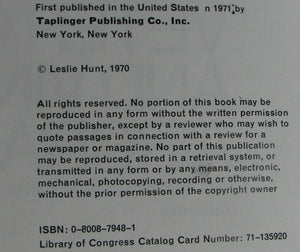 First published in the United States n 1971 by
Taplinger Publishing Co., Inc.
New York, New York
© Leslie Hunt, 1970
All rights reserved. No portion of this book may be
reproduced in any form without the written permission
of the publisher, except by a reviewer who may wish to
quote passages in connection with a review for a
newspaper or magazine. No part of this publication
may be reproduced, stored in a retrieval system, or
transmitted in any form or by any means, electronic,
mechanical, photocopying, recording or otherwise,
without the prior permission of the copyright owner
ISBN: 0-8008-7948-1
Library of Congress Catalog Card Number: 71-135920